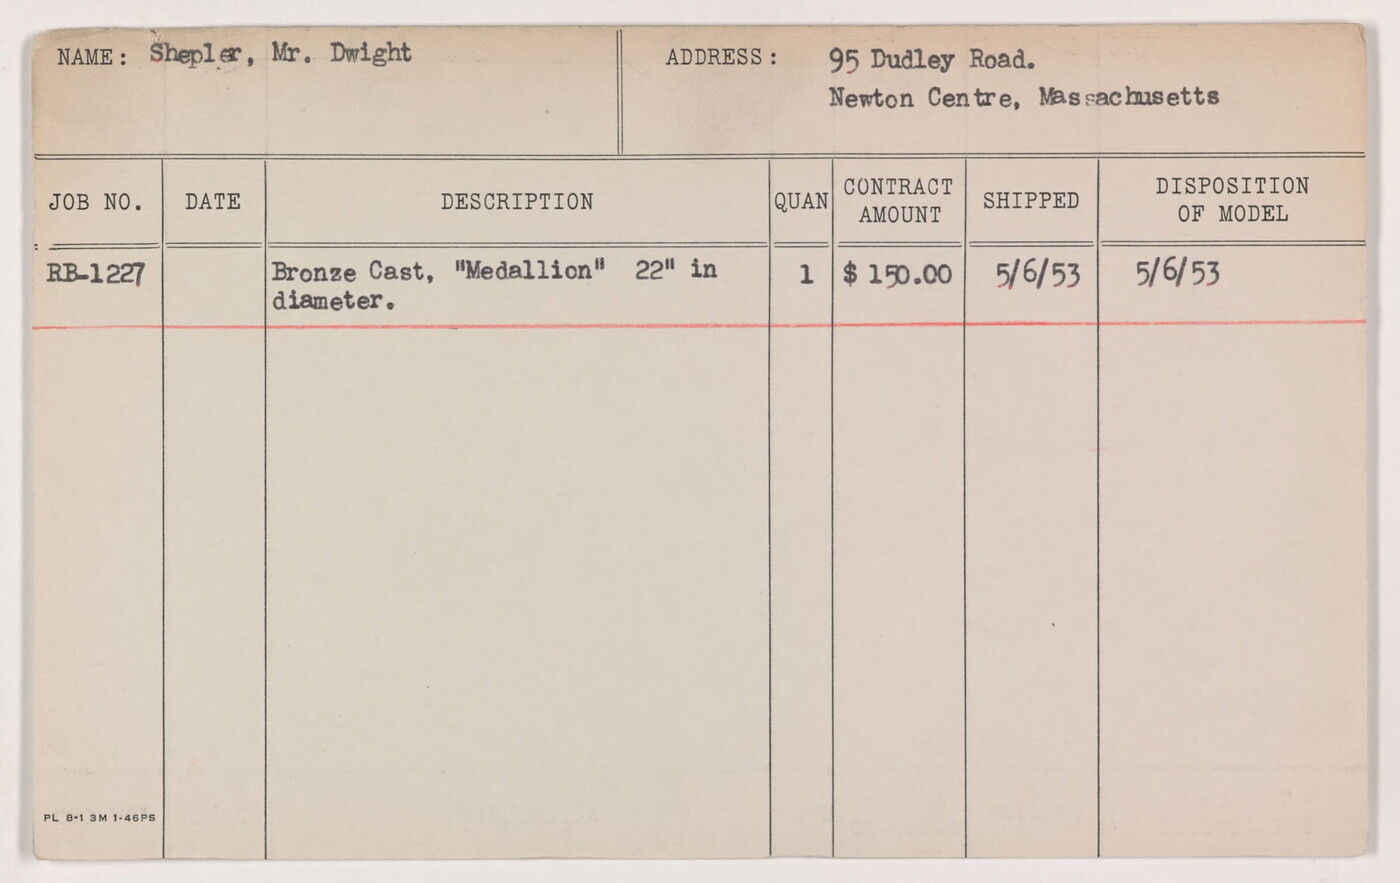 NAME: Shepler, Mr. Dwight
ADDRESS: 95 Dudley Road.
Newton Centre, Massachusetts
JOB NO. DATE DESCRIPTION QUAN CONTRACT AMOUNT SHIPPED DISPOSITION OF MODEL
RB-1227 Bronze Cast, "Medallion" 22" in 1 $ 150.00 5/6/53 5/6/53
diameter.
PL 8-1 3M 1-46PS